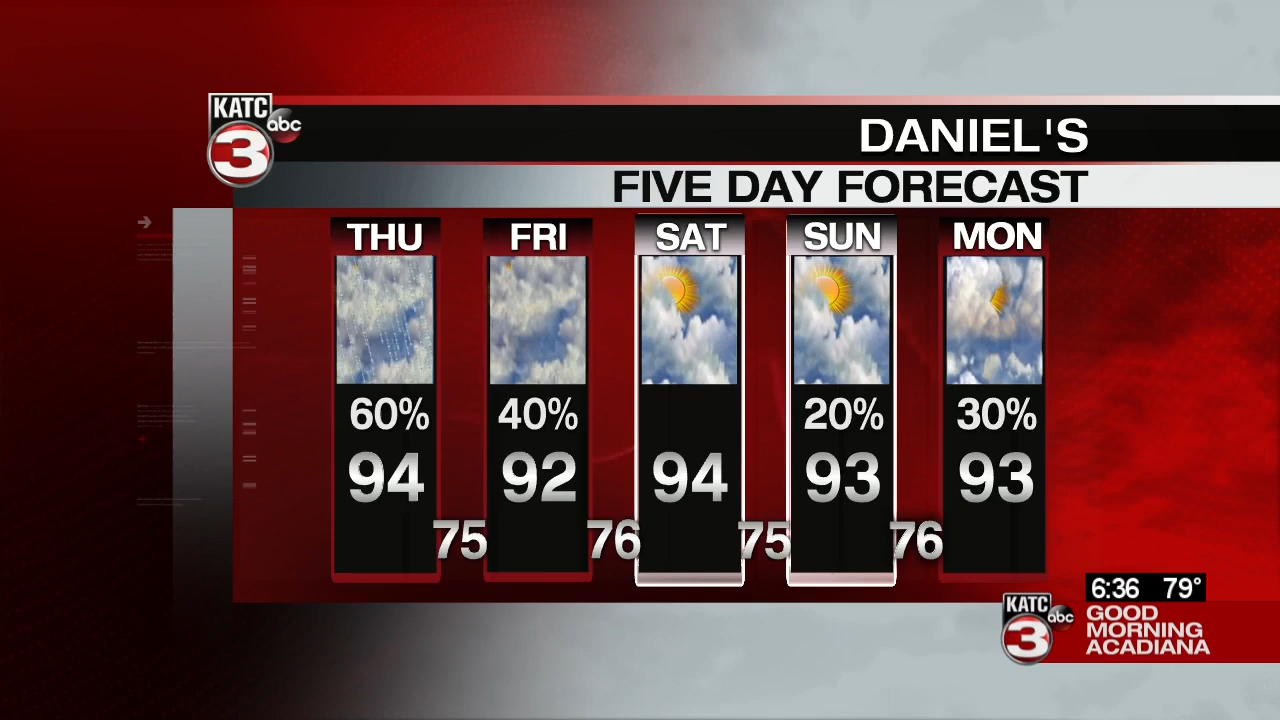 KATC
abc
3
DANIEL'S
FIVE DAY FORECAST
THU FRI SAT SUN MON
60% 40% 20% 30%
94 92 94 93 93
75 76 75 76
6:36 79°
KATC
abc
3
GOOD
MORNING
ACADIANA